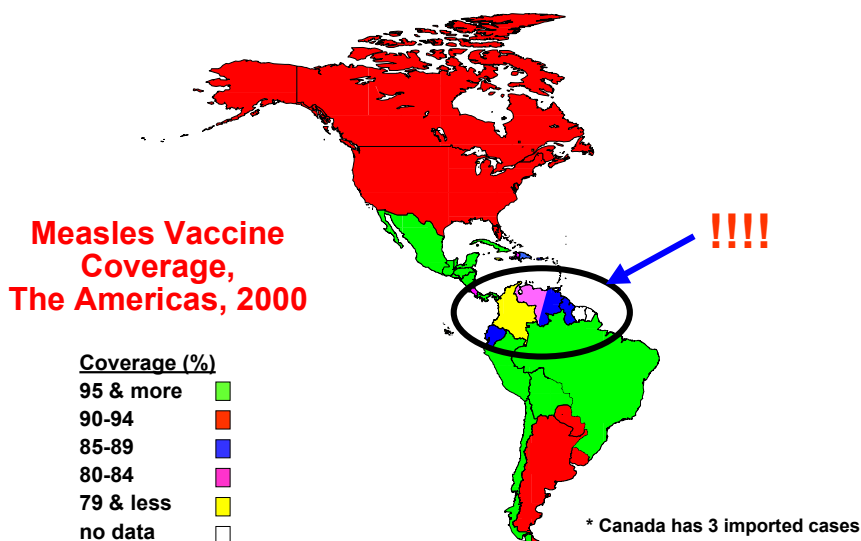 !!!!
Measles Vaccine
Coverage,
The Americas, 2000
Coverage (%)
95 & more
90-94
85-89
80-84
79 & less
no data
* Canada has 3 imported cases